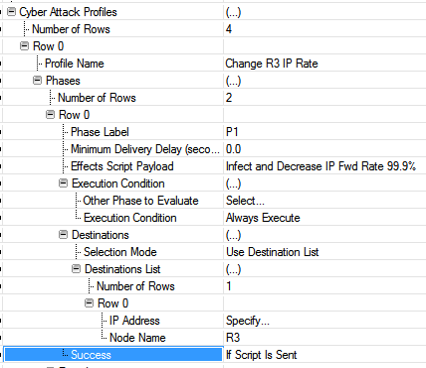 Cyber Attack Profiles (...)
Number of Rows 4
Row 0
Profile Name Change R3 IP Rate
Phases (...)
Number of Rows 2
Row 0
Phase Label P1
Minimum Delivery Delay (seco... 0.0
Effects Script Payload Infect and Decrease IP Fwd Rate 99.9%
Execution Condition (...)
Other Phase to Evaluate Select...
Execution Condition Always Execute
Destinations (...)
Selection Mode Use Destination List
Destinations List (...)
Number of Rows 1
Row 0
IP Address Specify...
Node Name R3
Success If Script Is Sent